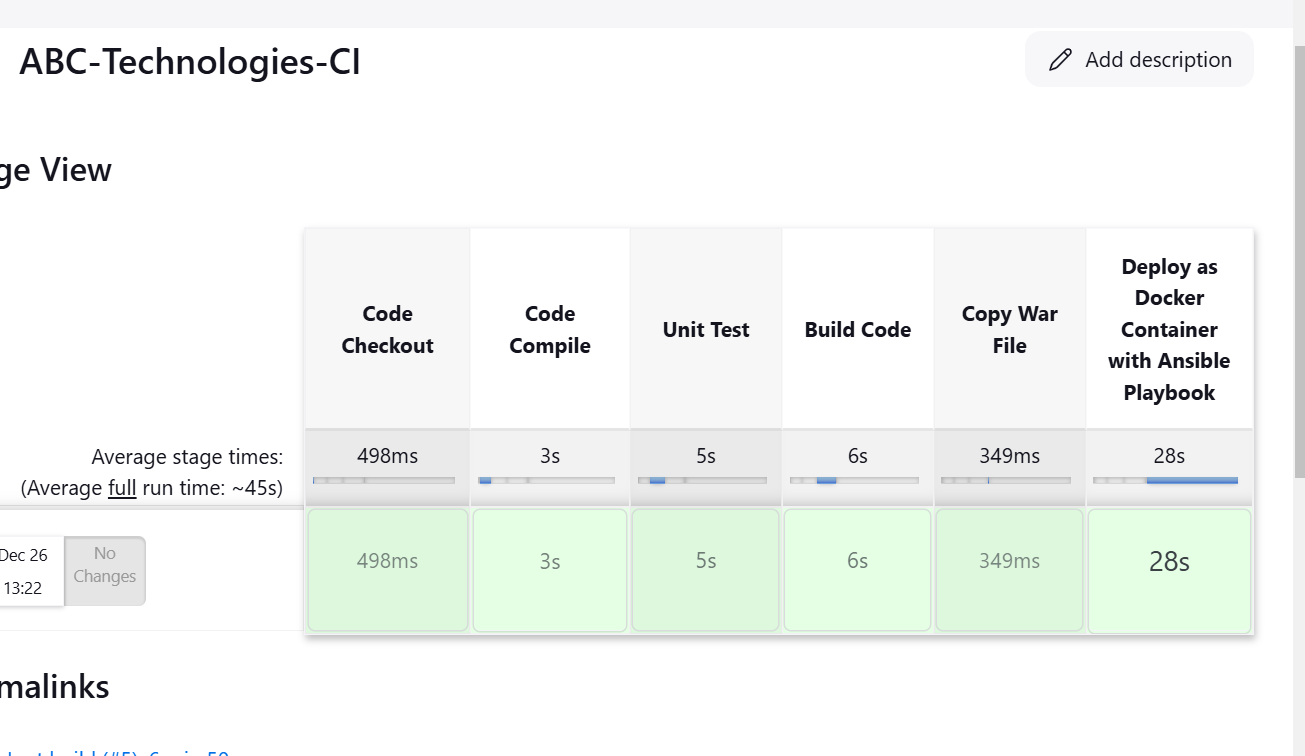 ABC-Technologies-CI
Add description
ge View
Code
Checkout
Code
Compile
Unit Test
Build Code
Copy War
File
Deploy as
Docker
Container
with Ansible
Playbook
Average stage times:
(Average full run time: ~45s)
498ms
3s
5s
6s
349ms
28s
Dec 26
13:22
No
Changes
498ms
3s
5s
6s
349ms
28s
malinks